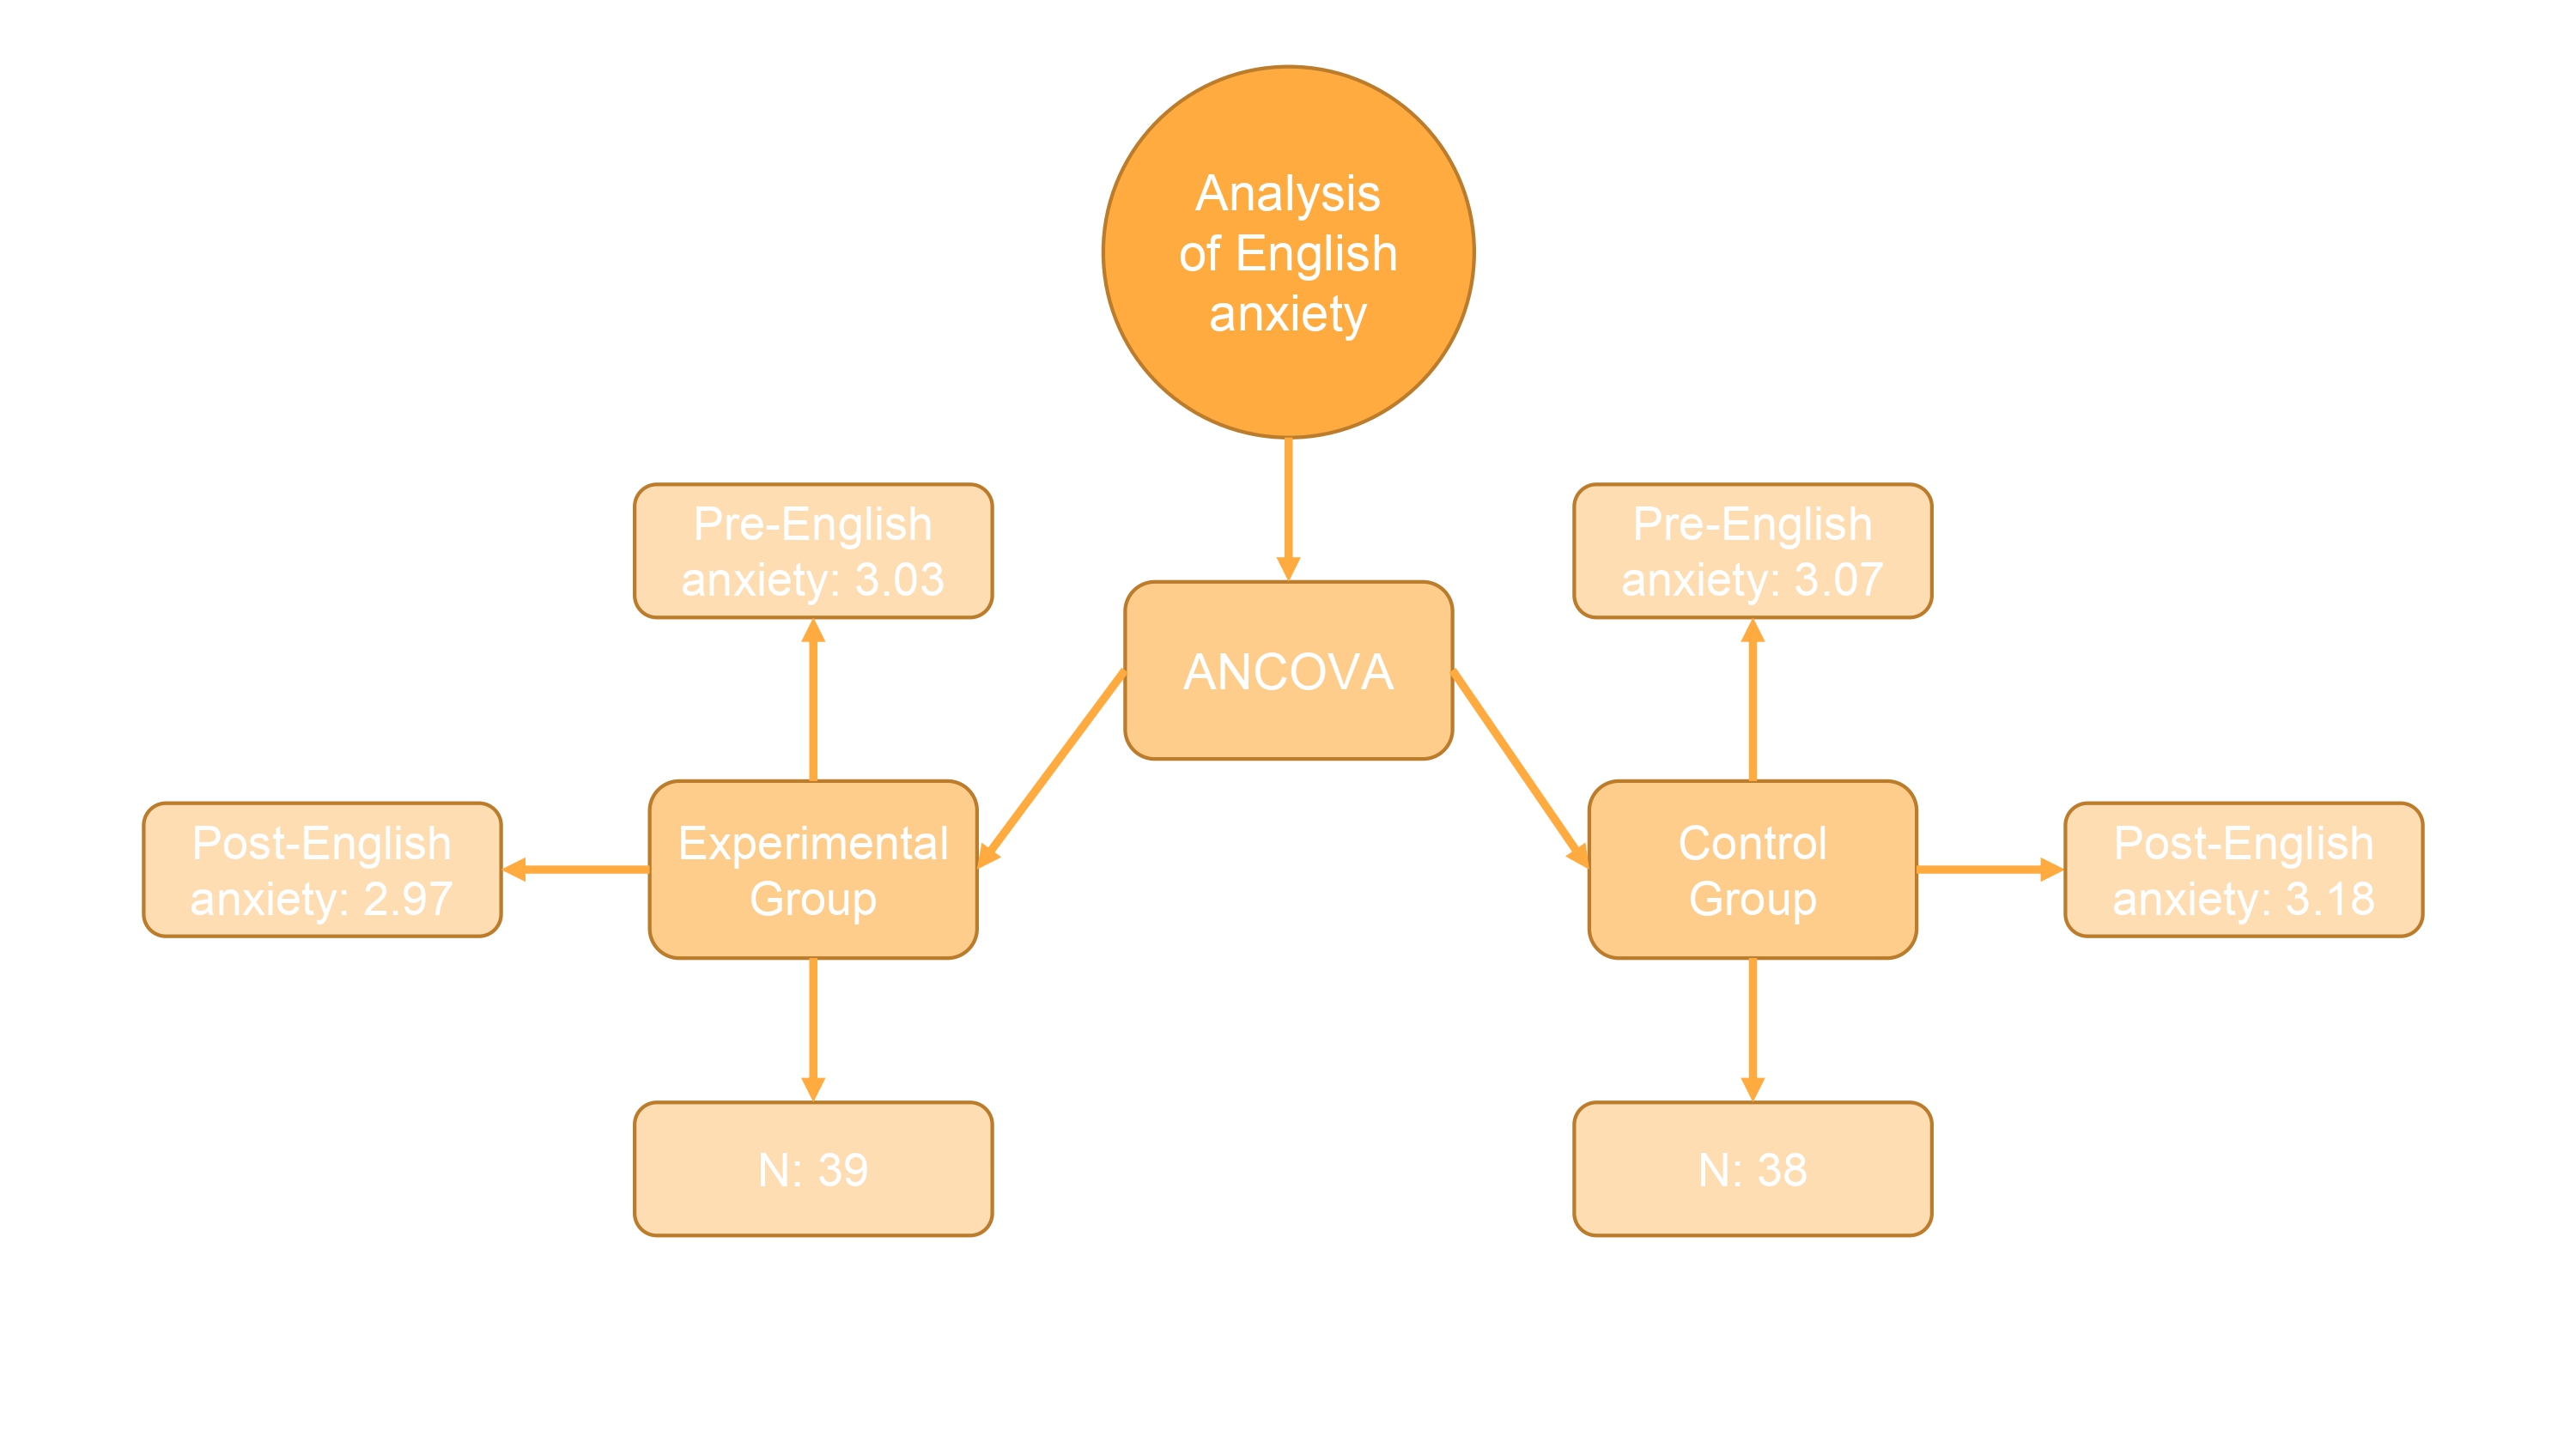 Analysis
of English
anxiety
Pre-English
anxiety: 3.03
Pre-English
anxiety: 3.07
ANCOVA
Post-English
anxiety: 2.97
Experimental
Group
Control
Group
Post-English
anxiety: 3.18
N: 39
N: 38